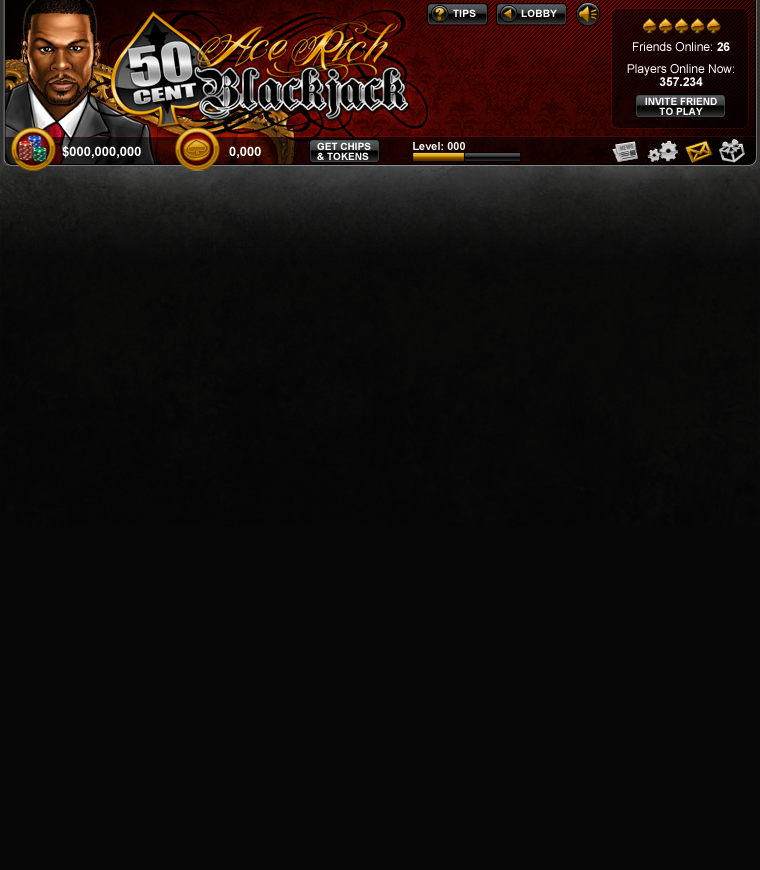 TIPS
LOBBY
50
CENT
Ace Rich
Blackjack
Friends Online: 26
Players Online Now:
357.234
INVITE FRIEND
TO PLAY
$000,000,000
0,000
GET CHIPS
& TOKENS
Level: 000
NEWS